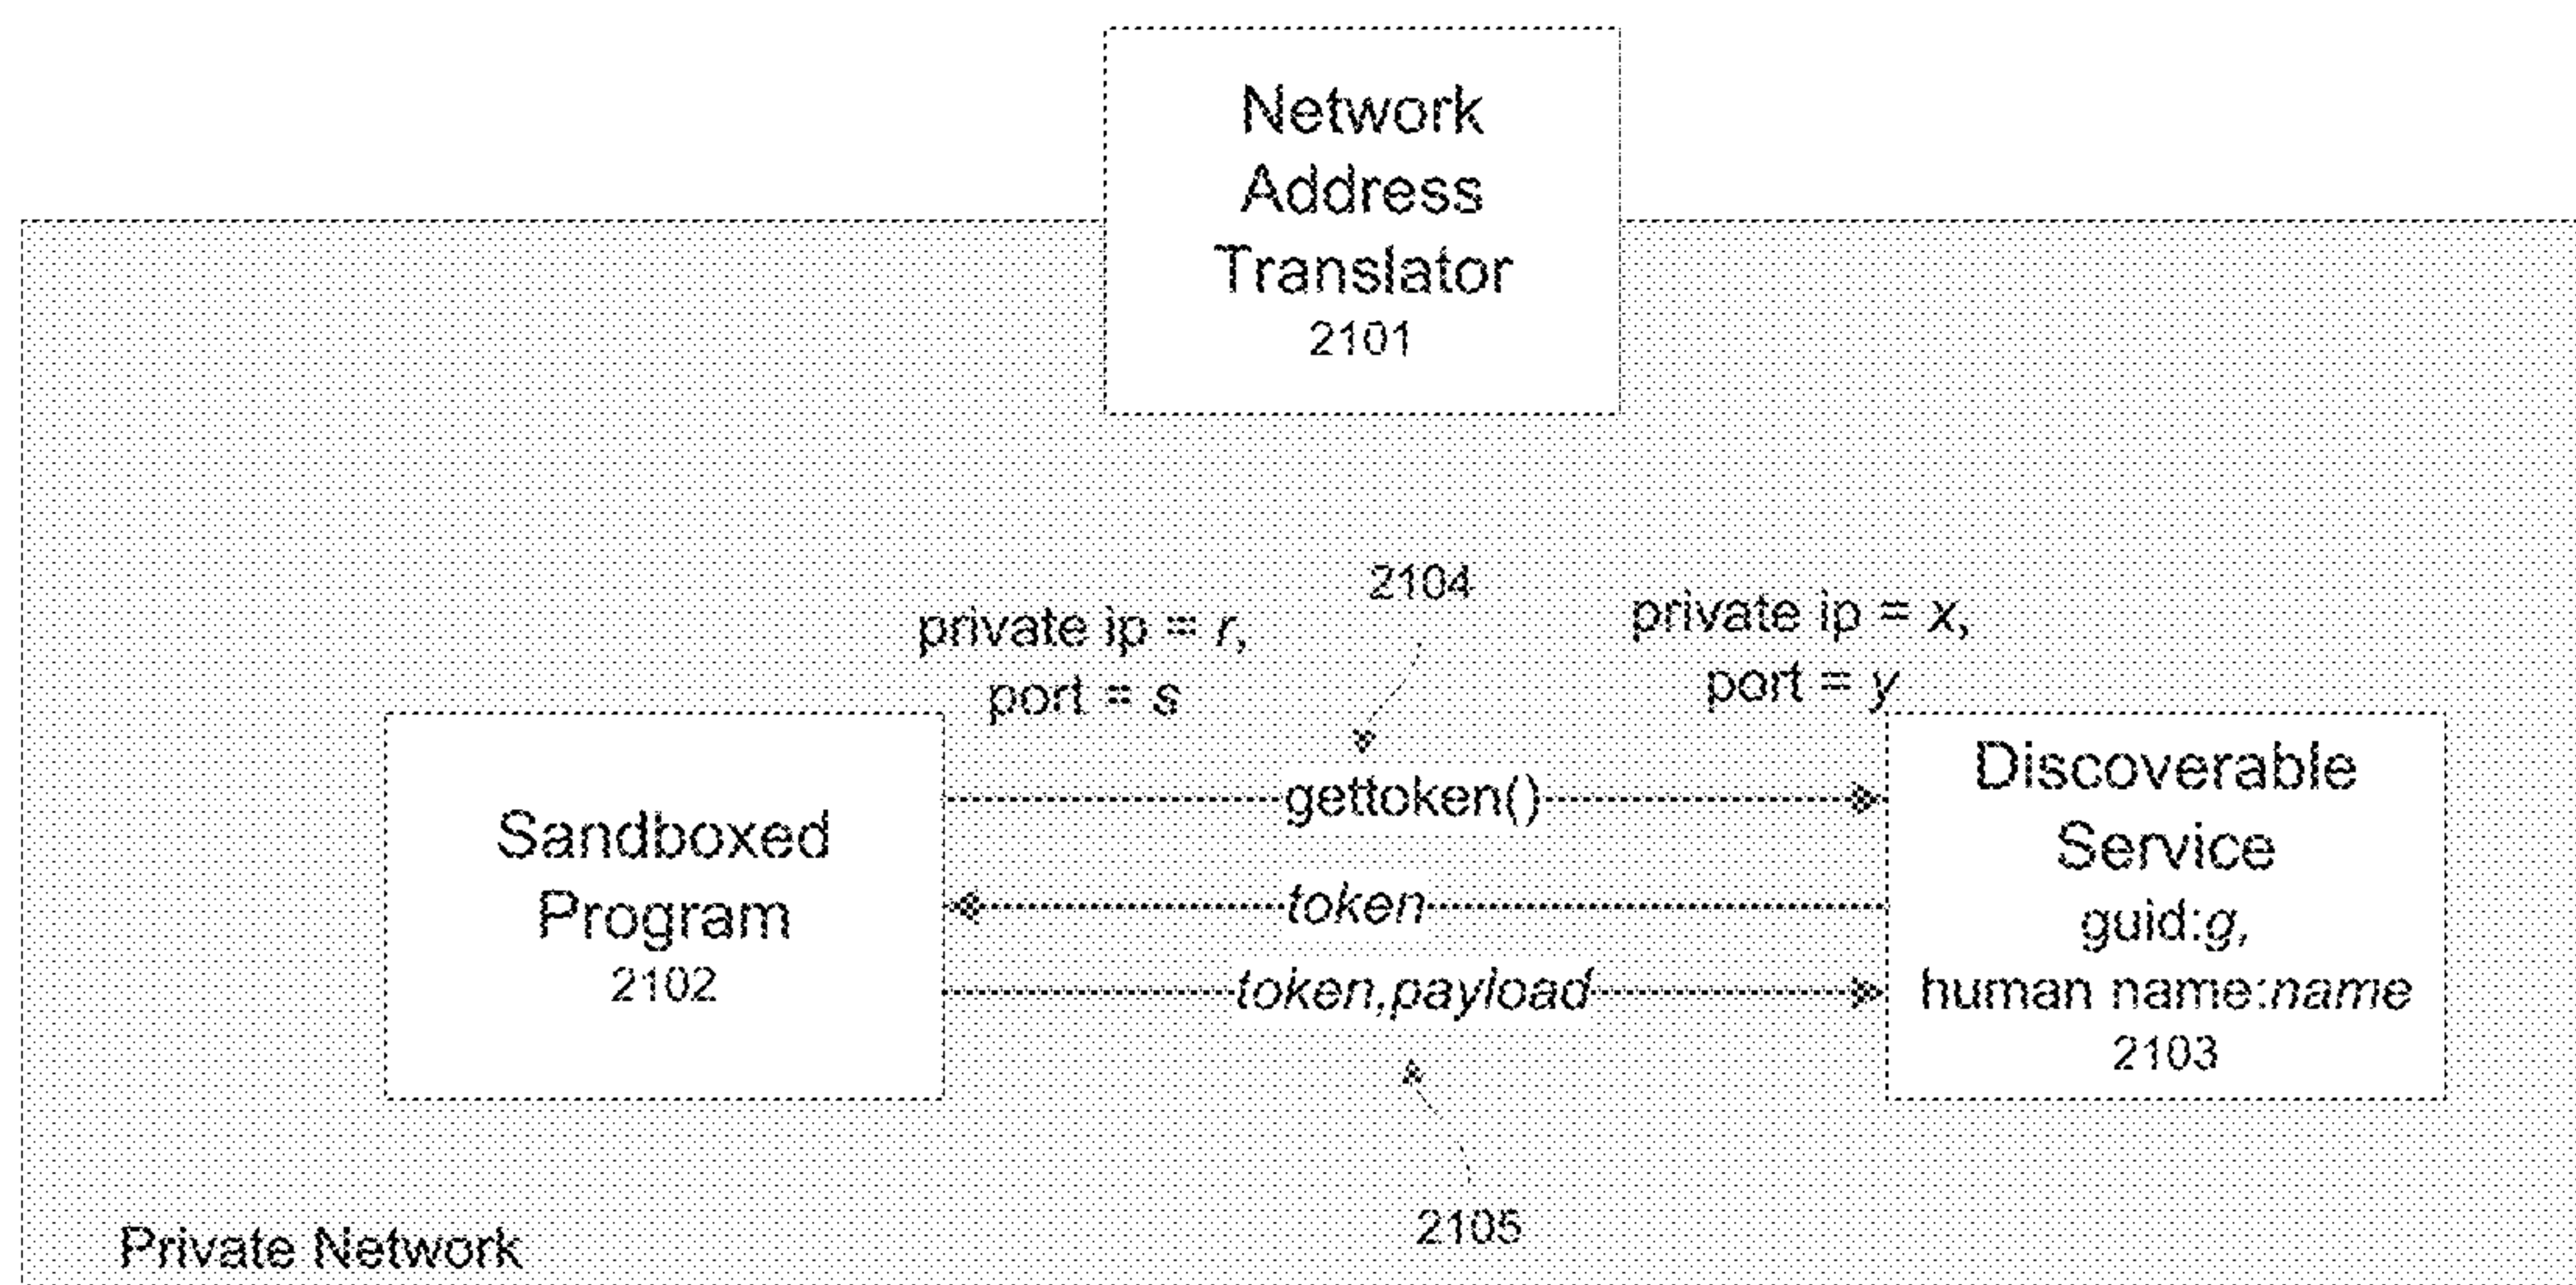 Network
Address
Translator
2101
2104
private ip = r,
port = s
private ip = x,
port = y
Sandboxed
Program
2102
gettoken()
token
token,payload
Discoverable
Service
guid:g,
human name:name
2103
2105
Private Network